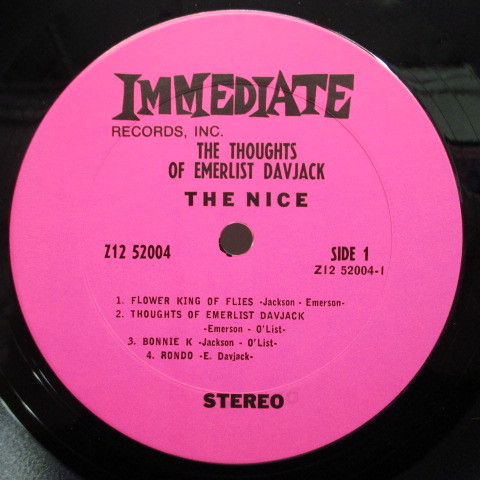 IMMEDIATE
RECORDS, INC.
THE THOUGHTS
OF EMERLIST DAVJACK
THE NICE
Z12 52004
SIDE 1
Z12 52004-1
1. FLOWER KING OF FLIES -Jackson - Emerson-
2. THOUGHTS OF EMERLIST DAVJACK
-Emerson - O'List-
3. BONNIE K -Jackson - O'List-
4. RONDO -E. Davjack-
STEREO